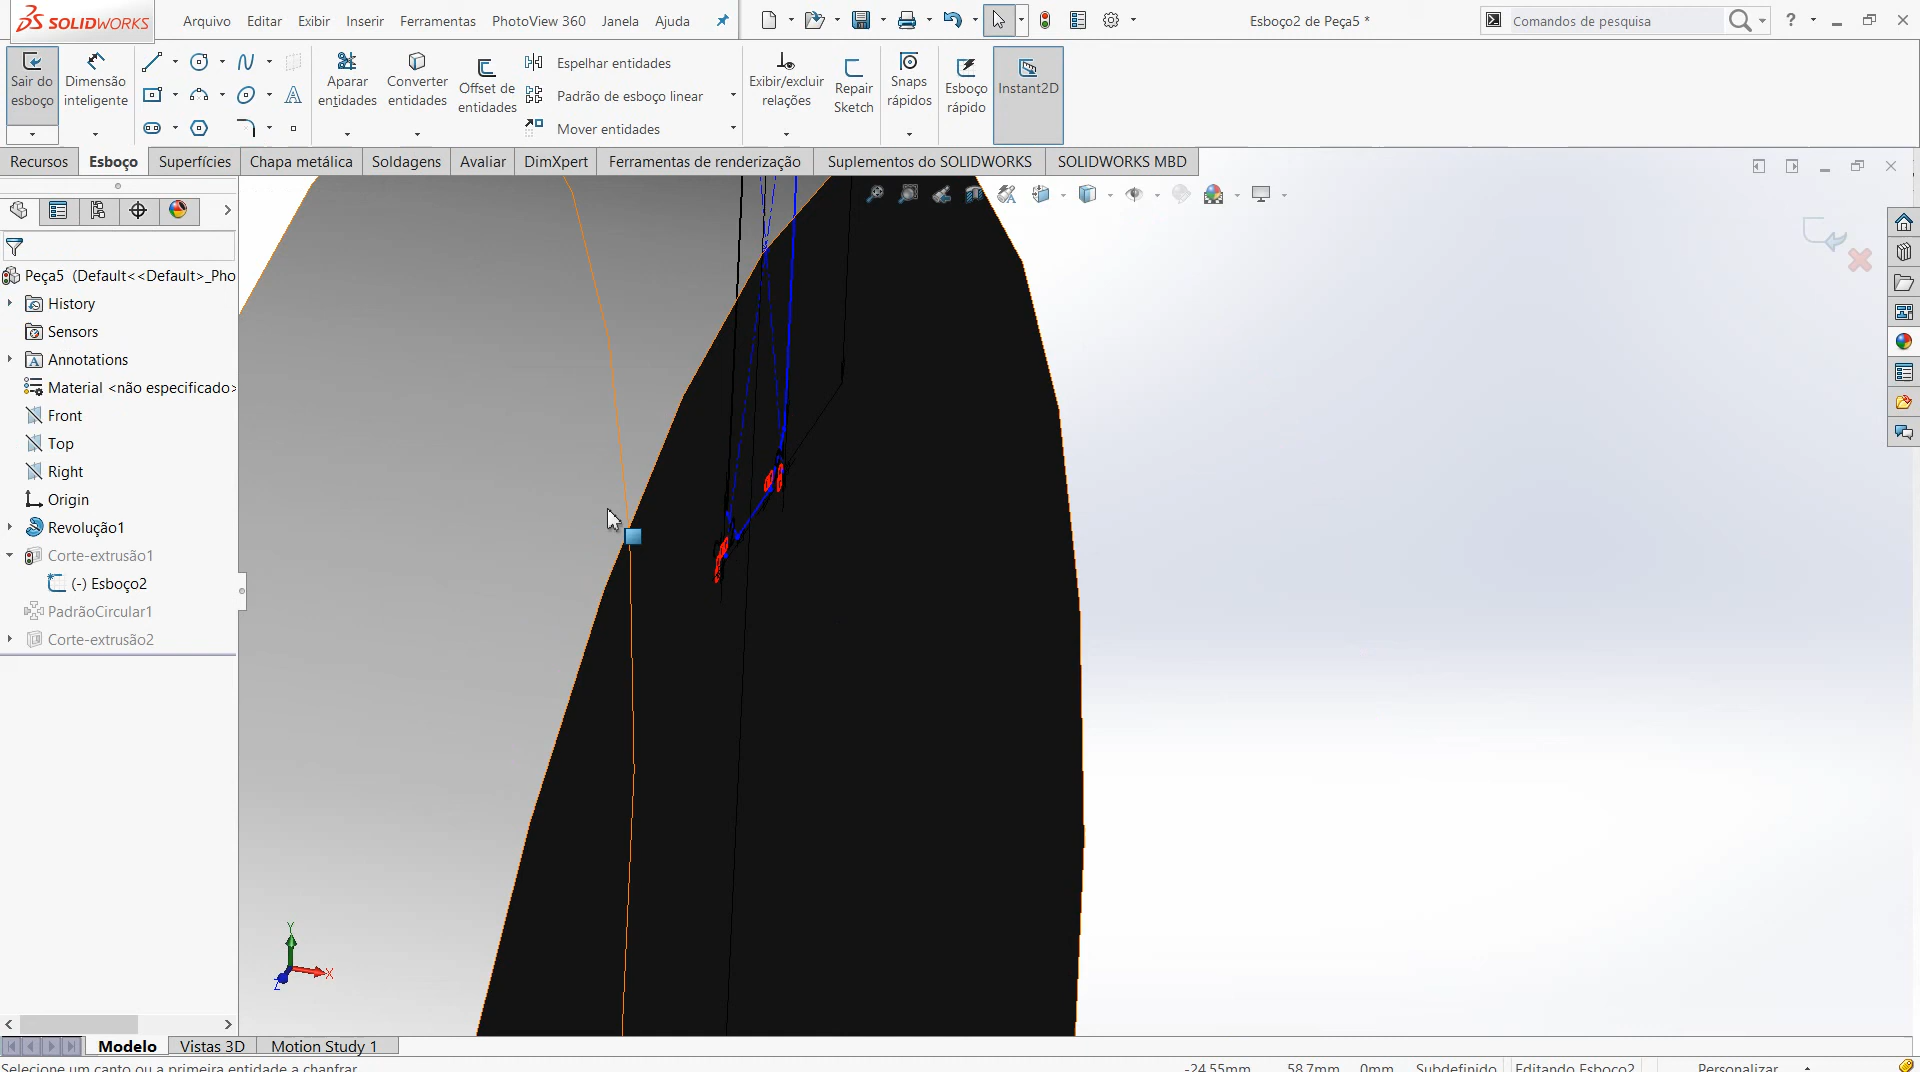 SOLIDWORKS
Arquivo Editar Exibir Inserir Ferramentas PhotoView 360 Janela Ajuda
Esboço2 de Peça5 *
Comandos de pesquisa
?
Sair do esboço
Dimensão inteligente
Aparar entidades
Converter entidades
Offset de entidades
Espelhar entidades
Padrão de esboço linear
Mover entidades
Exibir/excluir relações
Repair Sketch
Snaps rápidos
Esboço rápido
Instant2D
Recursos Esboço Superfícies Chapa metálica Soldagens Avaliar DimXpert Ferramentas de renderização Suplementos do SOLIDWORKS SOLIDWORKS MBD
Peça5 (Default<<Default>_Pho
History
Sensors
Annotations
Material <não especificado>
Front
Top
Right
Origin
Revolução1
Corte-extrusão1
(-) Esboço2
PadrãoCircular1
Corte-extrusão2
Y
X
Z
Modelo Vistas 3D Motion Study 1
Selecione um canto ou a primeira entidade a chanfrar
-24.55mm 58.7mm 0mm Subdefinido Editando Esboço2 Personalizar